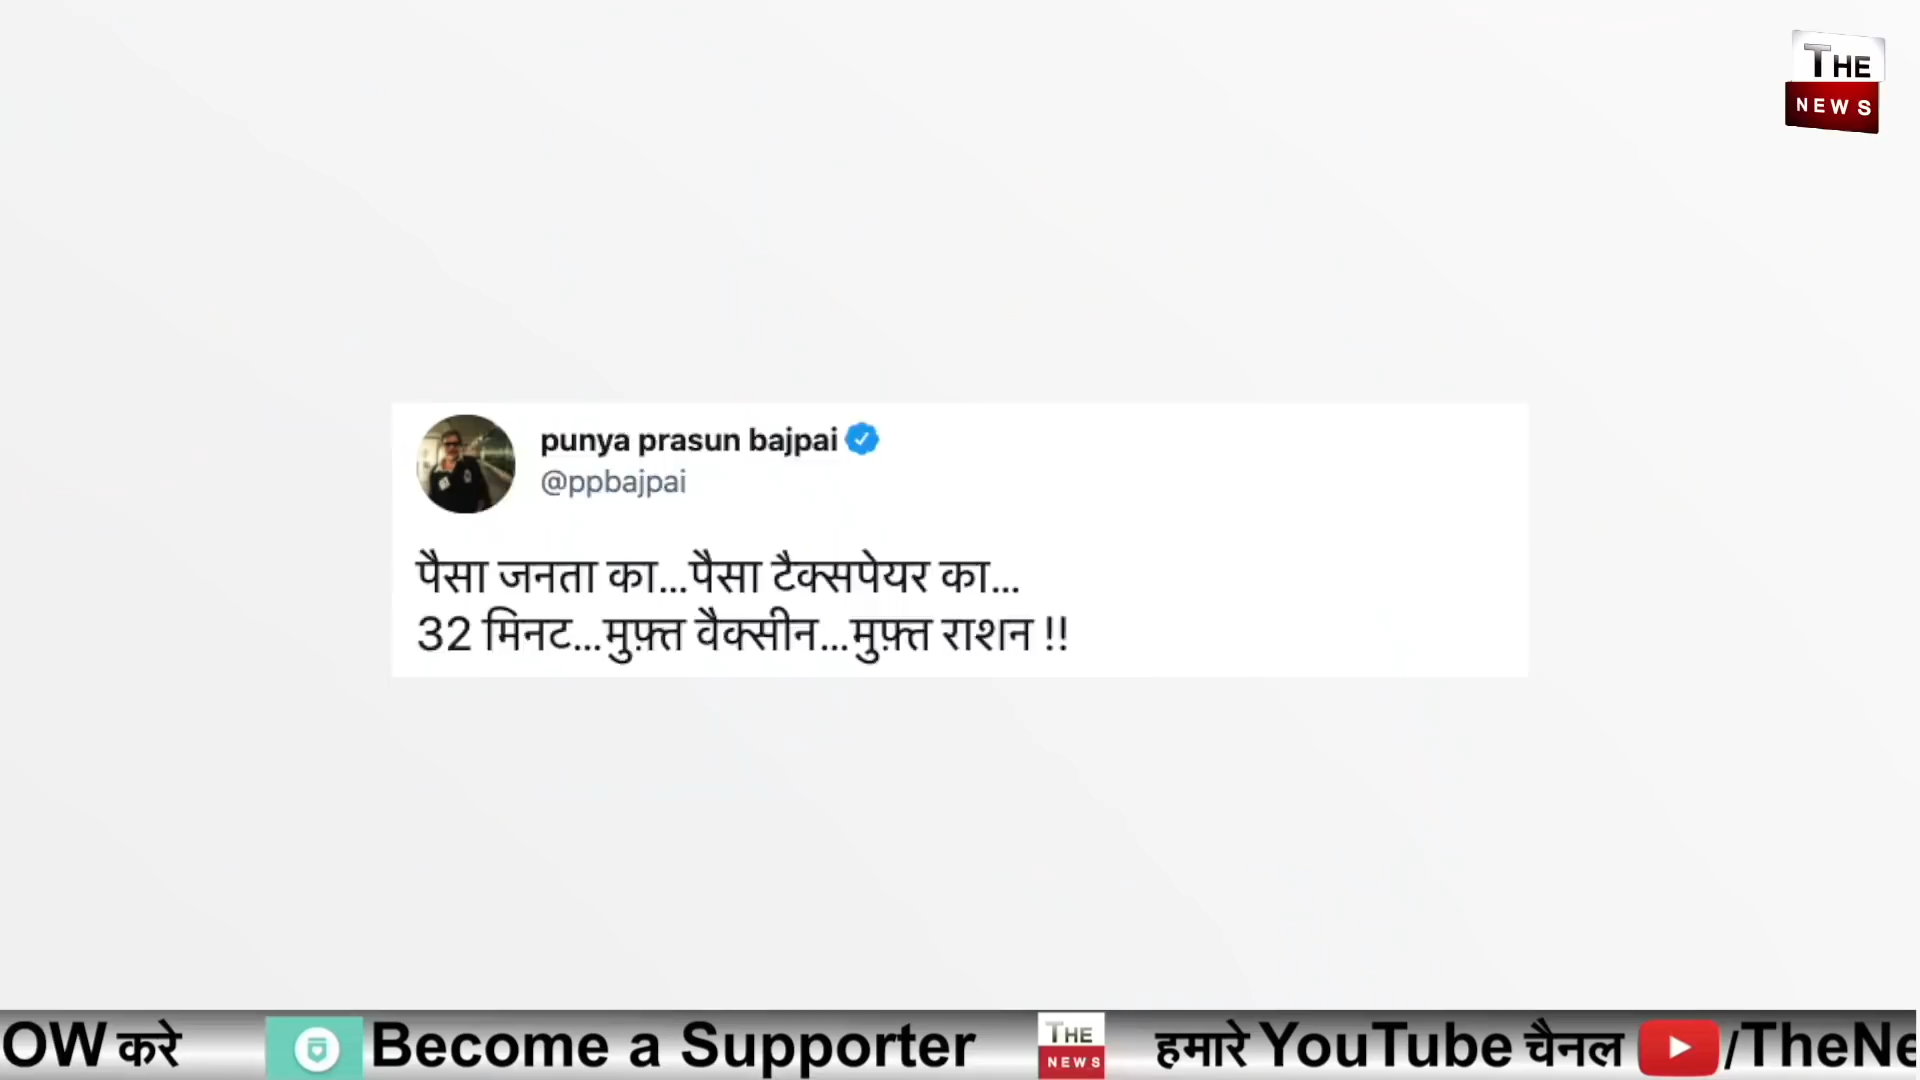 THE
NEWS
punya prasun bajpai
@ppbajpai
पैसा जनता का...पैसा टैक्सपेयर का...
32 मिनट...मुफ़्त वैक्सीन...मुफ़्त राशन !!
OW करे Become a Supporter THE NEWS हमारे YouTube चैनल /TheNe